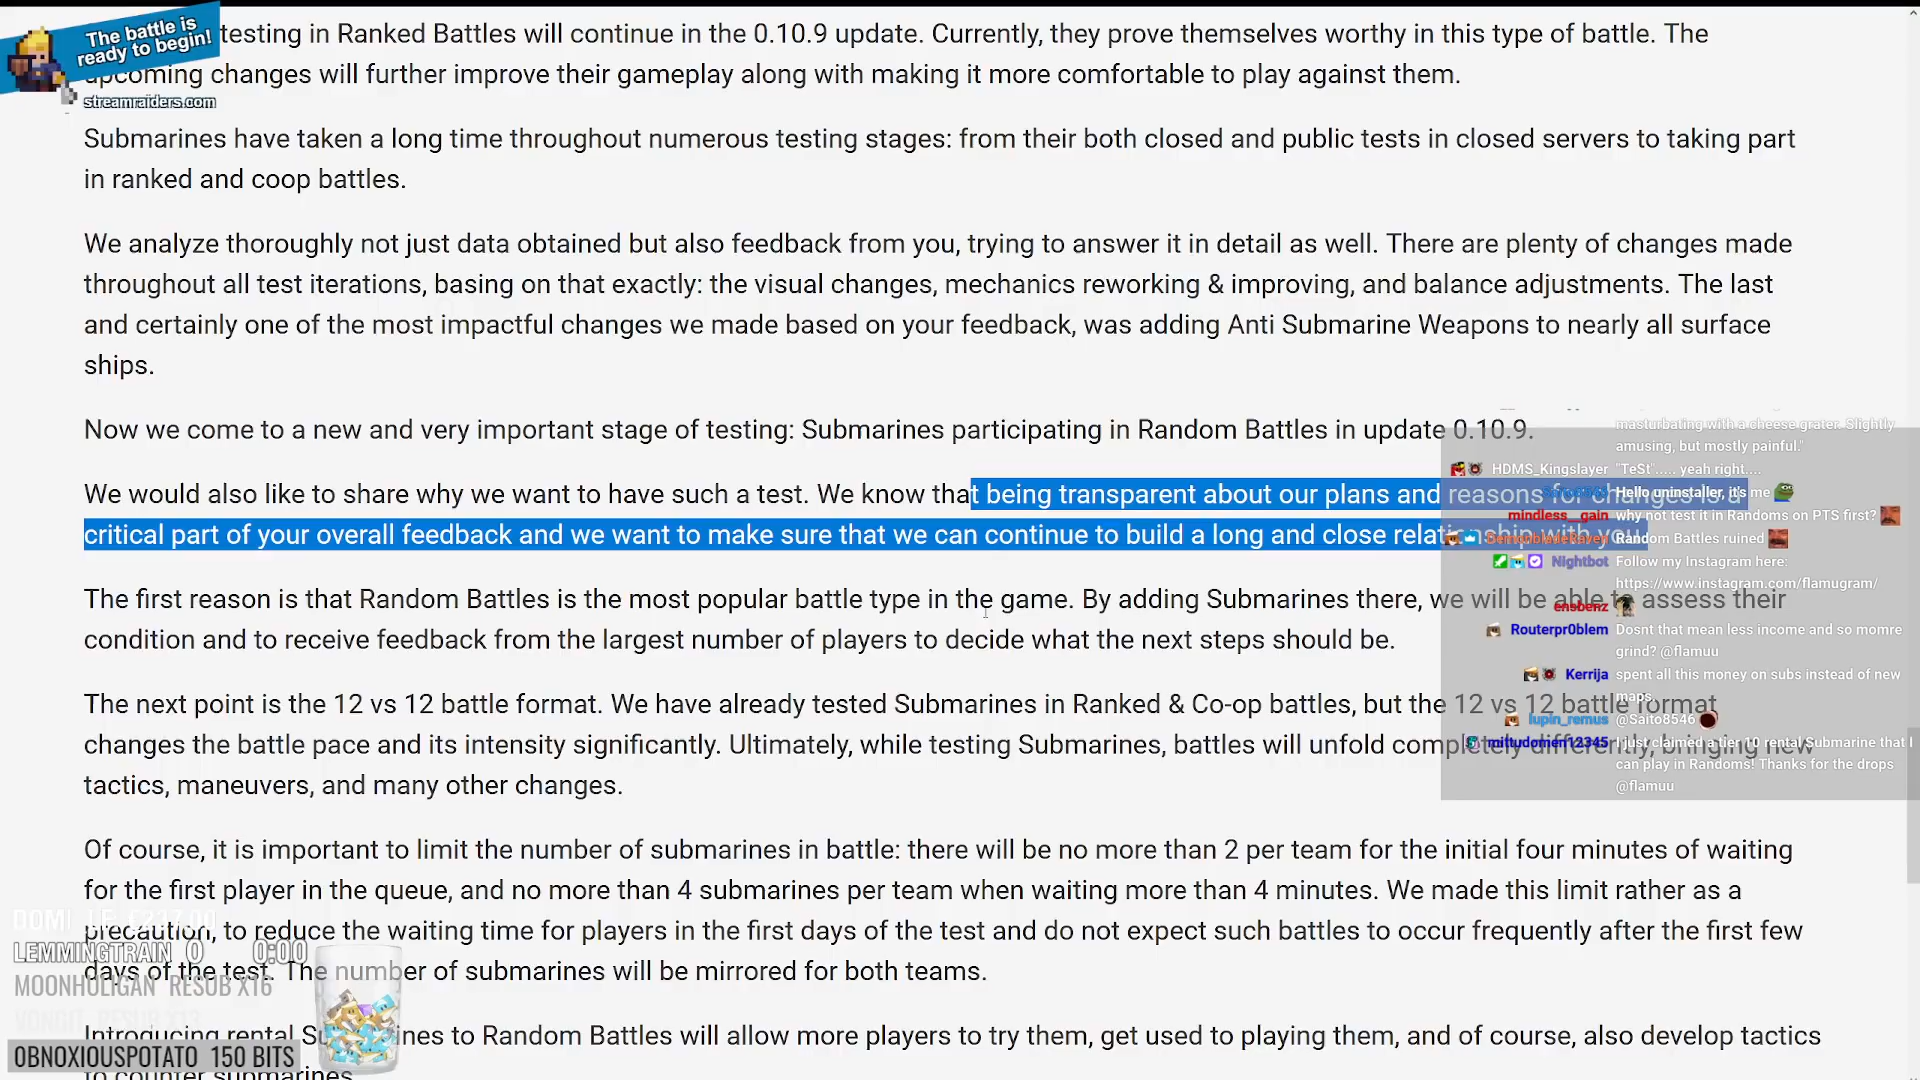 The battle is
ready to begin!
streamraiders.com
testing in Ranked Battles will continue in the 0.10.9 update. Currently, they prove themselves worthy in this type of battle. The
upcoming changes will further improve their gameplay along with making it more comfortable to play against them.
Submarines have taken a long time throughout numerous testing stages: from their both closed and public tests in closed servers to taking part
in ranked and coop battles.
We analyze thoroughly not just data obtained but also feedback from you, trying to answer it in detail as well. There are plenty of changes made
throughout all test iterations, basing on that exactly: the visual changes, mechanics reworking & improving, and balance adjustments. The last
and certainly one of the most impactful changes we made based on your feedback, was adding Anti Submarine Weapons to nearly all surface
ships.
Now we come to a new and very important stage of testing: Submarines participating in Random Battles in update 0.10.9.
We would also like to share why we want to have such a test. We know that being transparent about our plans and reasons for changes is a
critical part of your overall feedback and we want to make sure that we can continue to build a long and close relationship with you.
The first reason is that Random Battles is the most popular battle type in the game. By adding Submarines there, we will be able to assess their
condition and to receive feedback from the largest number of players to decide what the next steps should be.
The next point is the 12 vs 12 battle format. We have already tested Submarines in Ranked & Co-op battles, but the 12 vs 12 battle format
changes the battle pace and its intensity significantly. Ultimately, while testing Submarines, battles will unfold completely differently, bringing new
tactics, maneuvers, and many other changes.
Of course, it is important to limit the number of submarines in battle: there will be no more than 2 per team for the initial four minutes of waiting
for the first player in the queue, and no more than 4 submarines per team when waiting more than 4 minutes. We made this limit rather as a
precaution, to reduce the waiting time for players in the first days of the test and do not expect such battles to occur frequently after the first few
days of the test. The number of submarines will be mirrored for both teams.
Introducing rental Submarines to Random Battles will allow more players to try them, get used to playing them, and of course, also develop tactics
to counter submarines.
masturbating with a cheese grater. Slightly
amusing, but mostly painful."
HDMS_Kingslayer "TeSt"..... yeah right....
Saito8546 Hello uninstaller, it's me
mindless__gain why not test it in Randoms on PTS first?
DemonbladeRaven Random Battles ruined
Nightbot Follow my Instagram here:
https://www.instagram.com/flamugram/
ensbenz
Routerpr0blem Dosnt that mean less income and so momre
grind? @flamuu
Kerrija spent all this money on subs instead of new
maps.
lupin_remus @Saito8546
mittudomen12345 I just claimed a tier 10 rental Submarine that I
can play in Randoms! Thanks for the drops
@flamuu
LEMMINGTRAIN 0 0:00
MOONHOLIGAN RESUB X16
VONGIT RESUB X13
OBNOXIOUSPOTATO 150 BITS